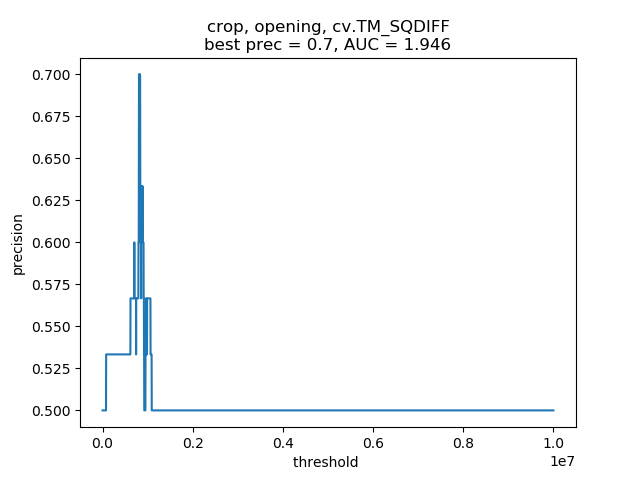 crop, opening, cv.TM_SQDIFF
best prec = 0.7, AUC = 1.946
0.700
0.675
0.650
0.625
0.600
0.575
0.550
0.525
0.500
precision
0.0 0.2 0.4 0.6 0.8 1.0
1e7
threshold